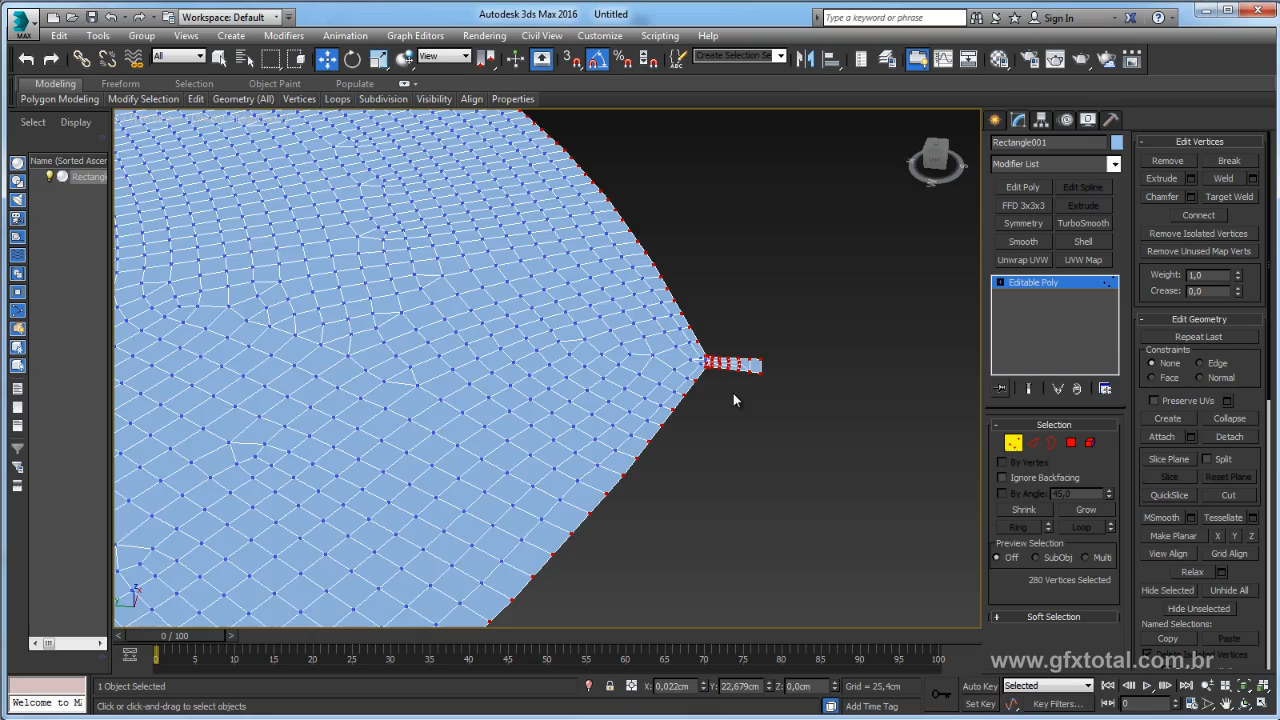 MAX
Workspace: Default
Autodesk 3ds Max 2016 Untitled
Type a keyword or phrase
Sign In
Edit Tools Group Views Create Modifiers Animation Graph Editors Rendering Civil View Customize Scripting Help
All
View
Create Selection Se
Modeling Freeform Selection Object Paint Populate
Polygon Modeling Modify Selection Edit Geometry (All) Vertices Loops Subdivision Visibility Align Properties
Select Display
Name (Sorted Ascen
Rectangle
Rectangle001
Modifier List
Edit Poly Edit Spline
FFD 3x3x3 Extrude
Symmetry TurboSmooth
Smooth Shell
Unwrap UVW UVW Map
Editable Poly
Selection
By Vertex
Ignore Backfacing
By Angle: 45,0
Shrink Grow
Ring Loop
Preview Selection
Off SubObj Multi
280 Vertices Selected
Soft Selection
Edit Vertices
Remove Break
Extrude Weld
Chamfer Target Weld
Connect
Remove Isolated Vertices
Remove Unused Map Verts
Weight: 1,0
Crease: 0,0
Edit Geometry
Repeat Last
Constraints
None Edge
Face Normal
Preserve UVs
Create Collapse
Attach Detach
Slice Plane Split
Slice Reset Plane
QuickSlice Cut
MSmooth Tessellate
Make Planar X Y Z
View Align Grid Align
Relax
Hide Selected Unhide All
Hide Unselected
Named Selections:
Copy Paste
Delete Isolated Vertices
www.gfxtotal.com.br
0 / 100
0 5 10 15 20 25 30 35 40 45 50 55 60 65 70 75 80 85 90 95 100
1 Object Selected
X: 0,022cm Y: 22,679cm Z: 0,0cm Grid = 25,4cm
Auto Key Selected
Welcome to M
Click or click-and-drag to select objects
Add Time Tag
Set Key Key Filters...
0